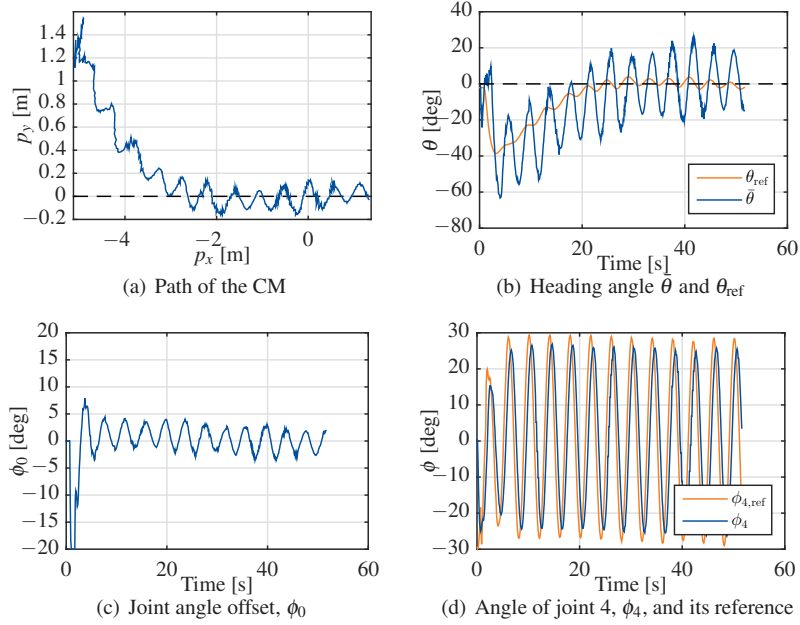 1.4
1.2
1
0.8
0.6
0.4
0.2
0
−0.2
p_y [m]
−4 −2 0
p_x [m]
(a) Path of the CM
40
20
0
−20
−40
−60
−80
θ [deg]
θ_ref
θ̄
0 20 40 60
Time [s]
(b) Heading angle θ̄ and θ_ref
20
15
10
5
0
−5
−10
−15
−20
ϕ_0 [deg]
0 20 40 60
Time [s]
(c) Joint angle offset, ϕ_0
30
20
10
0
−10
−20
−30
ϕ [deg]
ϕ_4,ref
ϕ_4
0 20 40 60
Time [s]
(d) Angle of joint 4, ϕ_4, and its reference